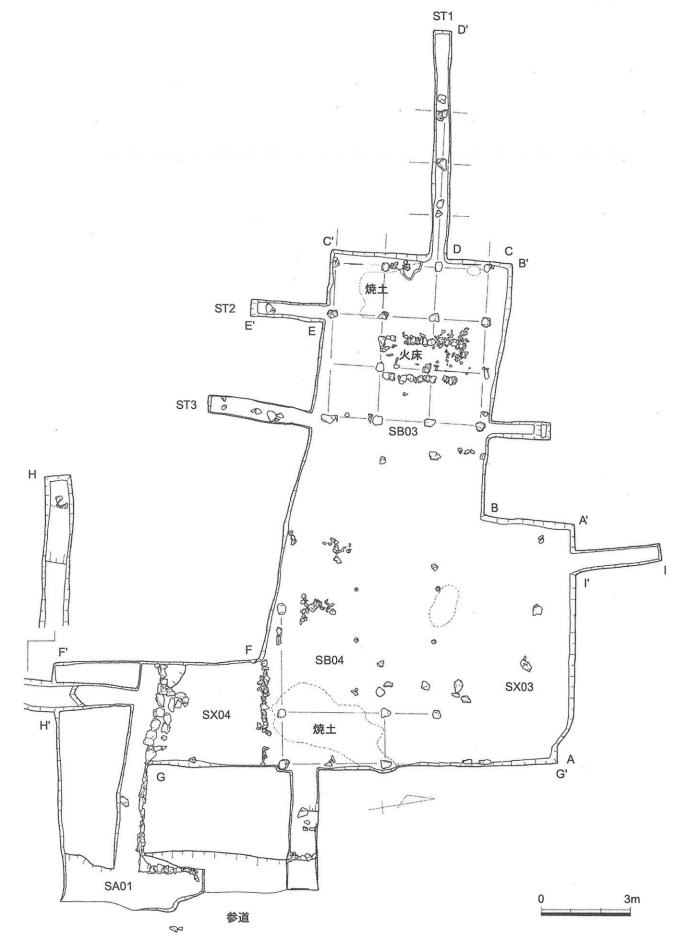 ST1
D'
C'
D
C
B'
焼土
ST2
E'
E
火床
ST3
SB03
H
B
A'
I
I'
F'
F
SB04
SX03
SX04
H'
焼土
G
A
G'
SA01
参道
0
3m